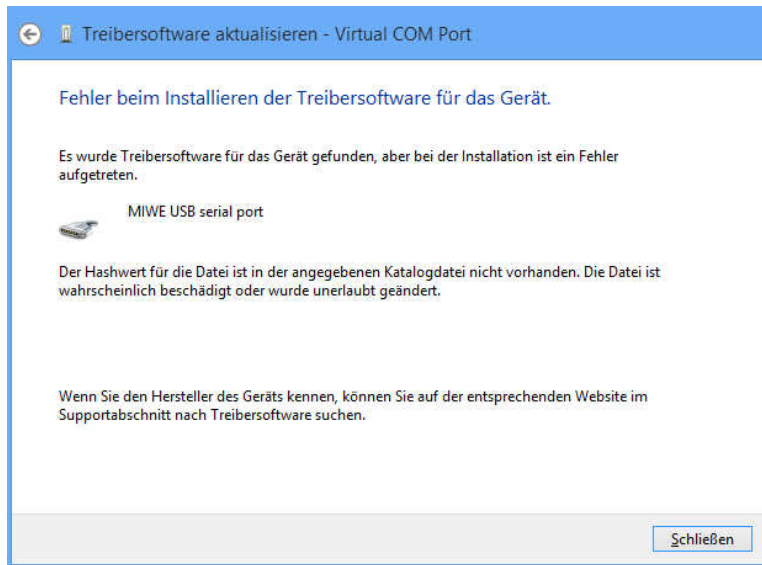 Treibersoftware aktualisieren - Virtual COM Port
Fehler beim Installieren der Treibersoftware für das Gerät.
Es wurde Treibersoftware für das Gerät gefunden, aber bei der Installation ist ein Fehler
aufgetreten.
MIWE USB serial port
Der Hashwert für die Datei ist in der angegebenen Katalogdatei nicht vorhanden. Die Datei ist
wahrscheinlich beschädigt oder wurde unerlaubt geändert.
Wenn Sie den Hersteller des Geräts kennen, können Sie auf der entsprechenden Website im
Supportabschnitt nach Treibersoftware suchen.
Schließen